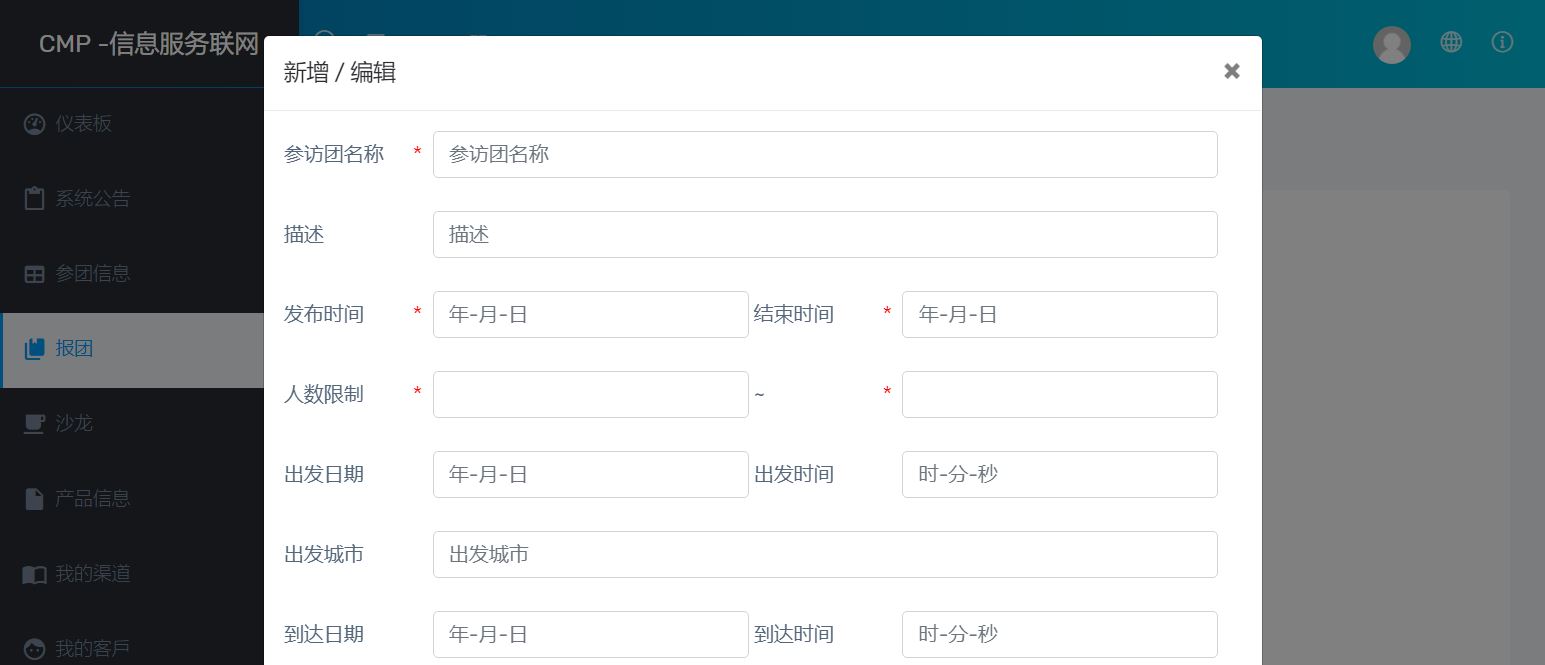 CMP -信息服务联网
仪表板
系统公告
参团信息
报团
沙龙
产品信息
我的渠道
我的客戶
新增 / 编辑
参访团名称 * 参访团名称
描述 描述
发布时间 * 年-月-日 结束时间 * 年-月-日
人数限制 * ~ *
出发日期 年-月-日 出发时间 时-分-秒
出发城市 出发城市
到达日期 年-月-日 到达时间 时-分-秒